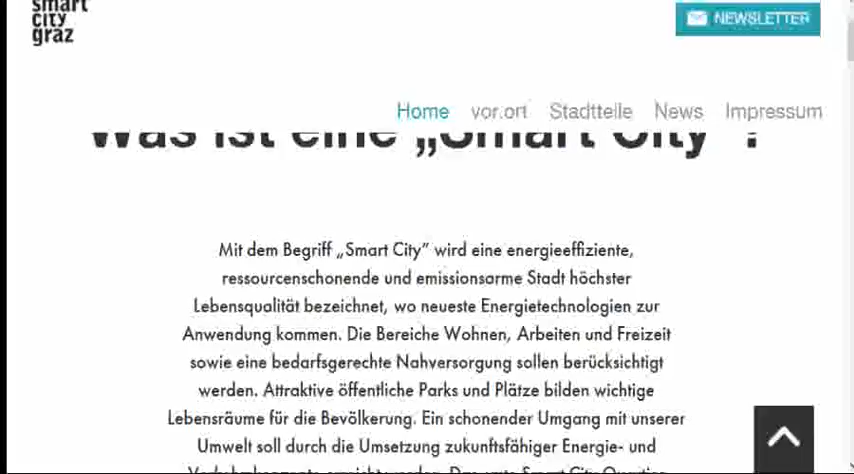 smart
city
graz
NEWSLETTER
Home vor.ort Stadtteile News Impressum
Was ist eine „Smart City“?
Mit dem Begriff „Smart City” wird eine energieeffiziente,
ressourcenschonende und emissionsarme Stadt höchster
Lebensqualität bezeichnet, wo neueste Energietechnologien zur
Anwendung kommen. Die Bereiche Wohnen, Arbeiten und Freizeit
sowie eine bedarfsgerechte Nahversorgung sollen berücksichtigt
werden. Attraktive öffentliche Parks und Plätze bilden wichtige
Lebensräume für die Bevölkerung. Ein schonender Umgang mit unserer
Umwelt soll durch die Umsetzung zukunftsfähiger Energie- und